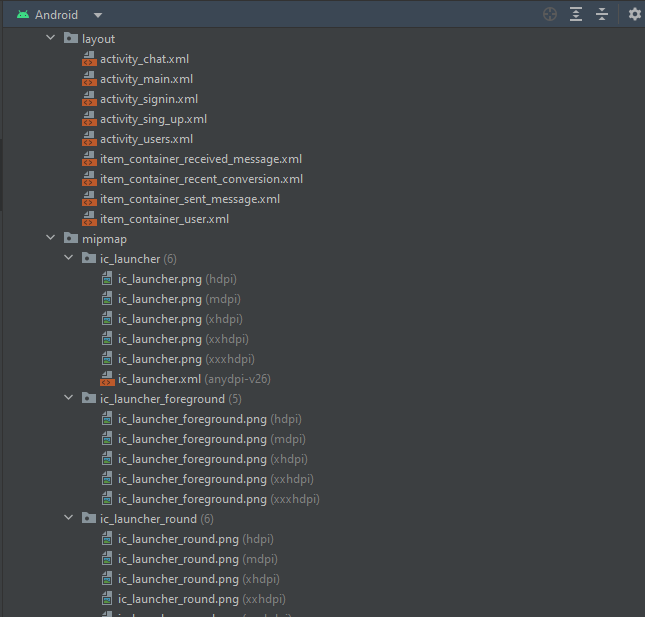 Android
layout
activity_chat.xml
activity_main.xml
activity_signin.xml
activity_sing_up.xml
activity_users.xml
item_container_received_message.xml
item_container_recent_conversion.xml
item_container_sent_message.xml
item_container_user.xml
mipmap
ic_launcher (6)
ic_launcher.png (hdpi)
ic_launcher.png (mdpi)
ic_launcher.png (xhdpi)
ic_launcher.png (xxhdpi)
ic_launcher.png (xxxhdpi)
ic_launcher.xml (anydpi-v26)
ic_launcher_foreground (5)
ic_launcher_foreground.png (hdpi)
ic_launcher_foreground.png (mdpi)
ic_launcher_foreground.png (xhdpi)
ic_launcher_foreground.png (xxhdpi)
ic_launcher_foreground.png (xxxhdpi)
ic_launcher_round (6)
ic_launcher_round.png (hdpi)
ic_launcher_round.png (mdpi)
ic_launcher_round.png (xhdpi)
ic_launcher_round.png (xxhdpi)